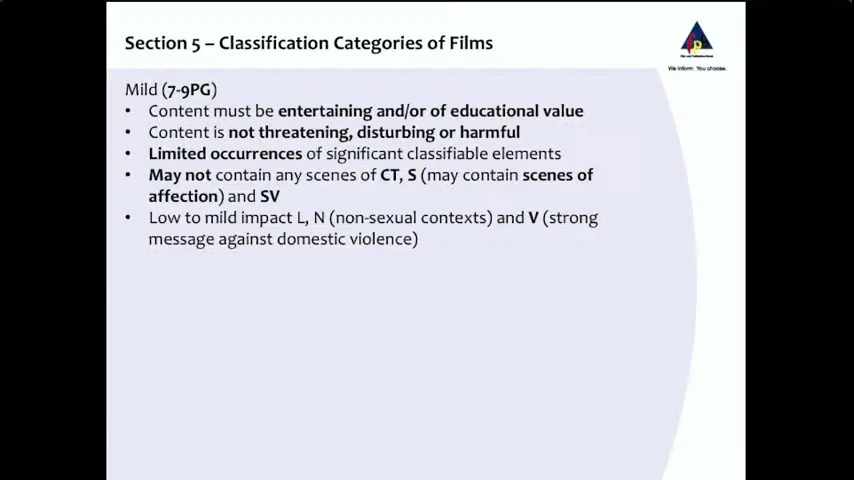 Section 5 – Classification Categories of Films
We inform. You choose.
Mild (7-9PG)
• Content must be entertaining and/or of educational value
• Content is not threatening, disturbing or harmful
• Limited occurrences of significant classifiable elements
• May not contain any scenes of CT, S (may contain scenes of
affection) and SV
• Low to mild impact L, N (non-sexual contexts) and V (strong
message against domestic violence)